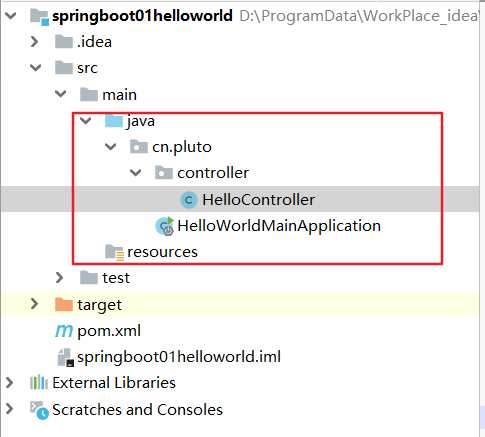 springboot01helloworld D:\ProgramData\WorkPlace_idea\
.idea
src
main
java
cn.pluto
controller
HelloController
HelloWorldMainApplication
resources
test
target
pom.xml
springboot01helloworld.iml
External Libraries
Scratches and Consoles